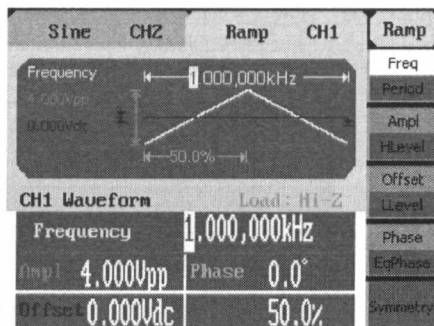 Sine CH2 Ramp CH1
Ramp
Freq
Period
Ampl
HLevel
Offset
LLevel
Phase
EqPhase
Symmetry
Frequency
1.000,000kHz
4.000Vpp
0.000Vdc
50.0%
CH1 Waveform Load: Hi-Z
Frequency 1.000,000kHz
Ampl 4.000Vpp Phase 0.0°
Offset 0.000Vdc 50.0%